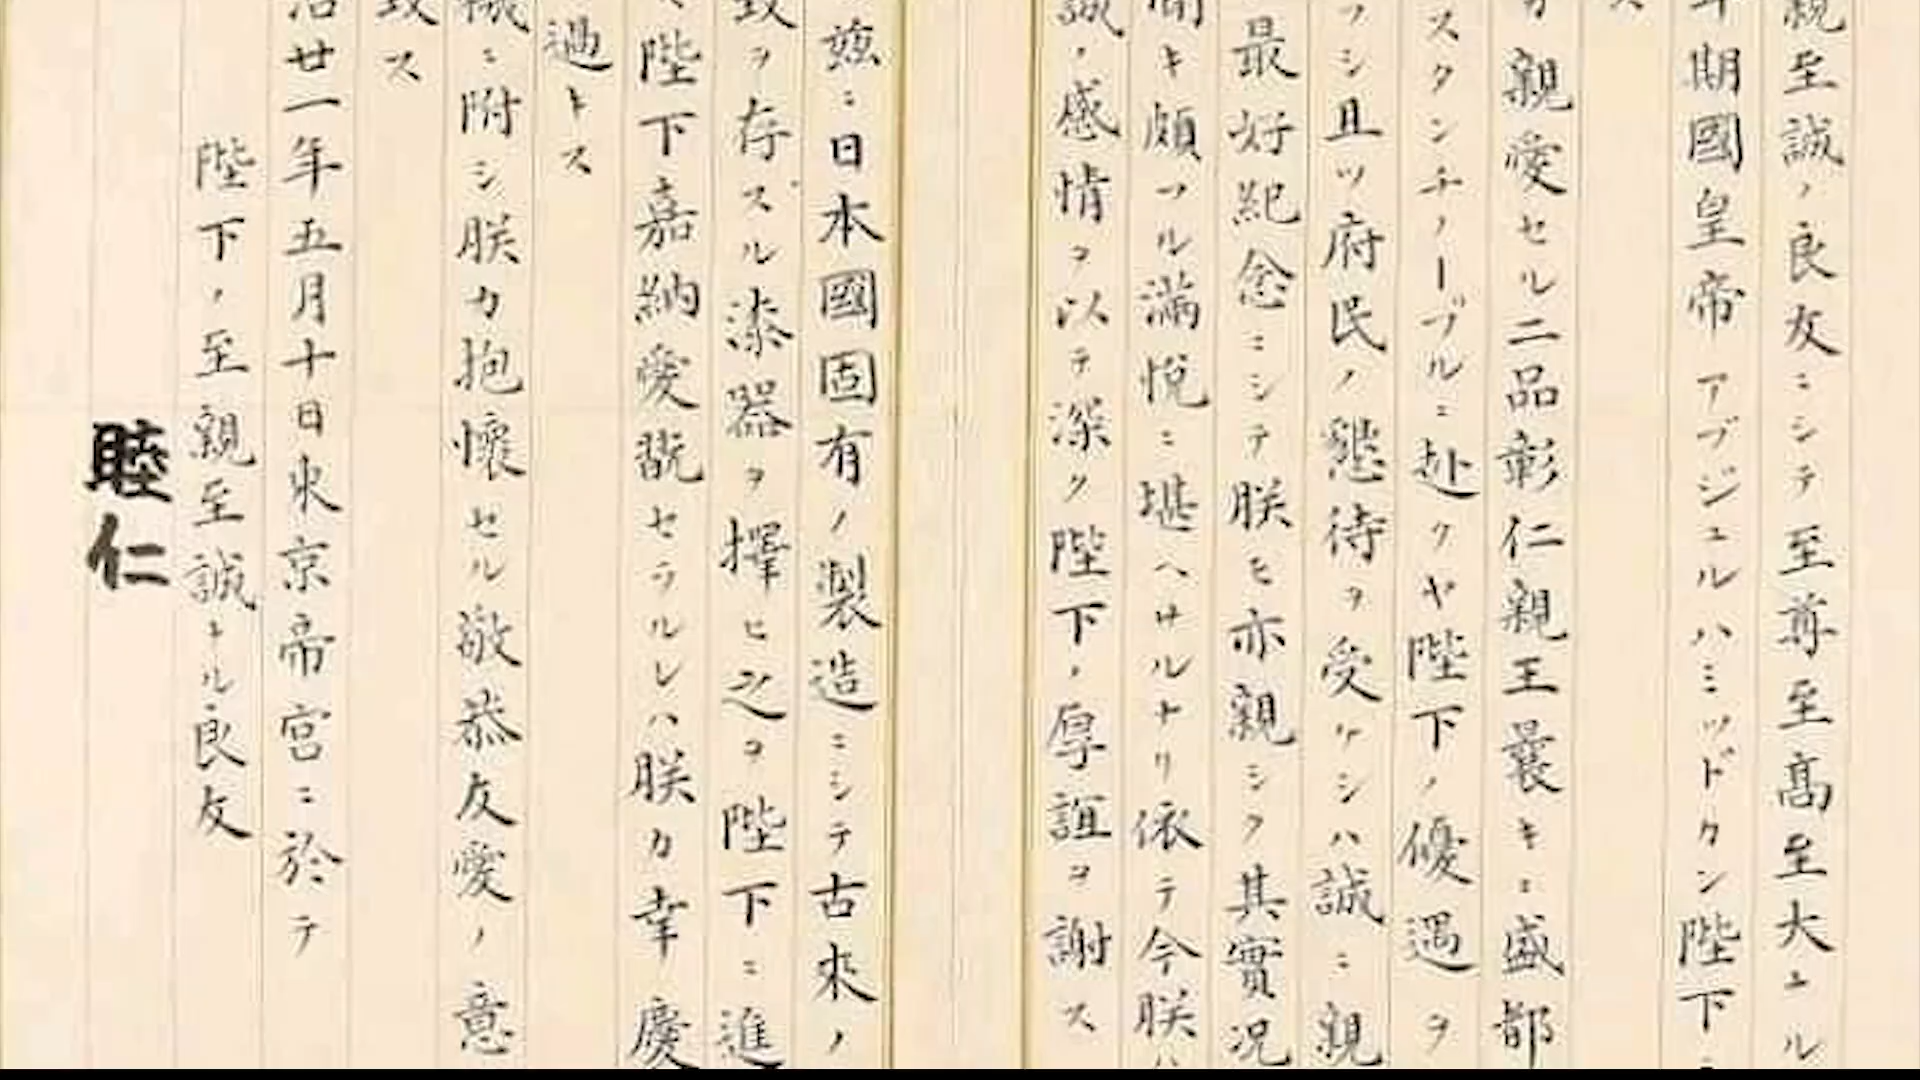 親至誠ノ良友ニシテ至尊至髙至大ナル
年期國皇帝アブジュルハミッドカン陛下ニ
ス
カ親愛セル二品彰仁親王曩キニ盛都
スタンチノープルニ赴クヤ陛下ノ優遇ヲ
フシ且ツ府民ノ懇待ヲ受ケシハ誠ニ親
最好紀念ニシテ朕モ亦親シク其實況
聞キ頗フル満悦ニ堪ヘサルナリ依テ今朕ハ
誠ノ感情ヲ以テ深ク陛下ノ厚誼ヲ謝ス
茲ニ日本國固有ノ製造ニシテ古來ノ
致ヲ存スル漆器ヲ擇ヒ之ヲ陛下ニ進
陛下嘉納愛翫セラルレハ朕カ幸慶
過トス
機ニ附シ朕カ抱懷セル敬恭友愛ノ意
致ス
治廿一年五月十日東京帝宮ニ於テ
陛下ノ至親至誠ナル良友
睦仁